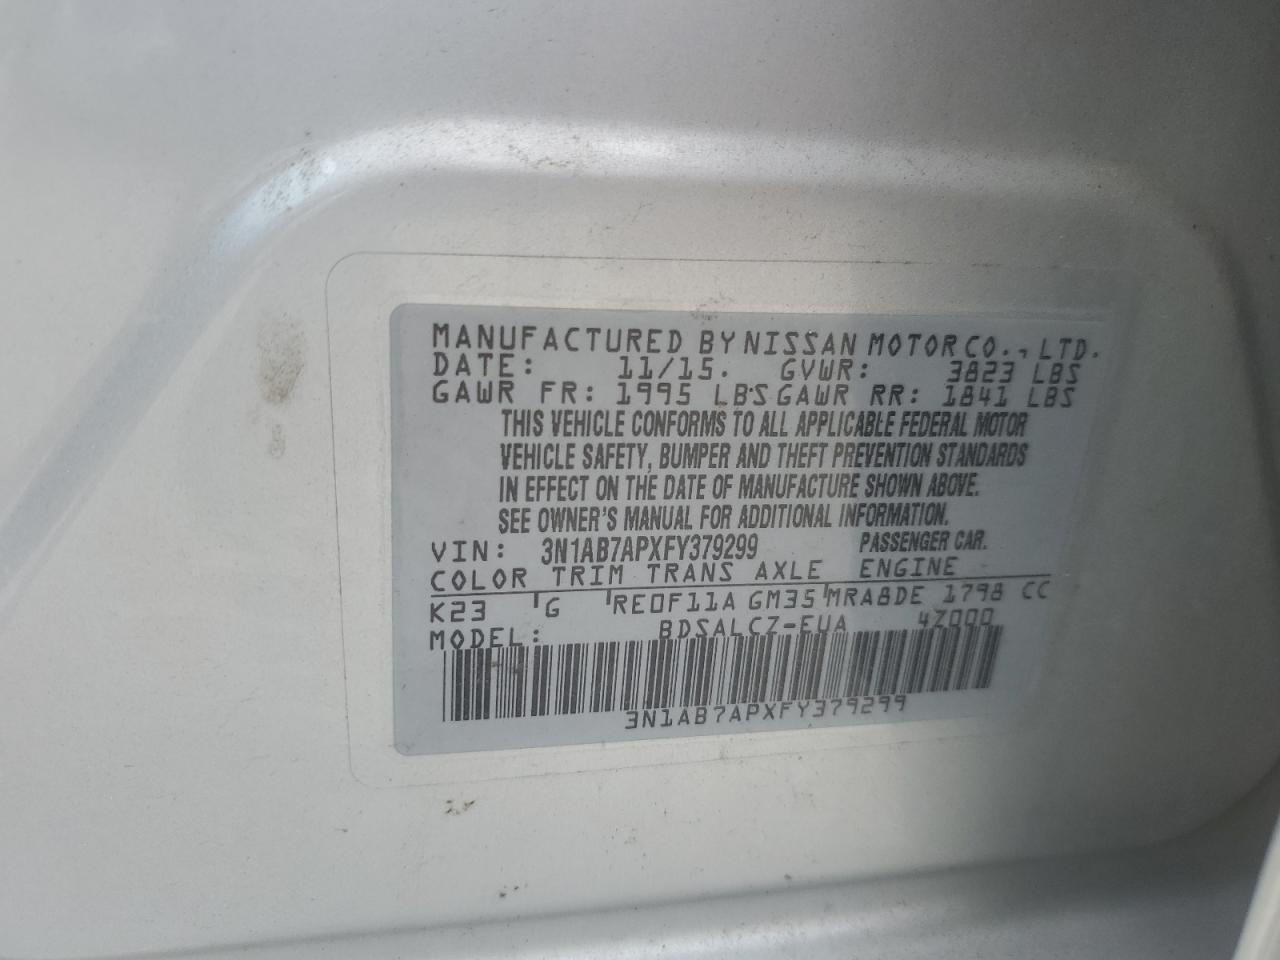 MANUFACTURED BY NISSAN MOTOR CO., LTD.
DATE: 11/15. GVWR: 3823 LBS
GAWR FR: 1995 LBS GAWR RR: 1841 LBS
THIS VEHICLE CONFORMS TO ALL APPLICABLE FEDERAL MOTOR
VEHICLE SAFETY, BUMPER AND THEFT PREVENTION STANDARDS
IN EFFECT ON THE DATE OF MANUFACTURE SHOWN ABOVE.
SEE OWNER'S MANUAL FOR ADDITIONAL INFORMATION.
VIN: 3N1AB7APXFY379299 PASSENGER CAR.
COLOR TRIM TRANS AXLE ENGINE
K23 G RE0F11A GM35 MRA8DE 1798 CC
MODEL: BDSALCZ-EUA 4Z000
3N1AB7APXFY379299